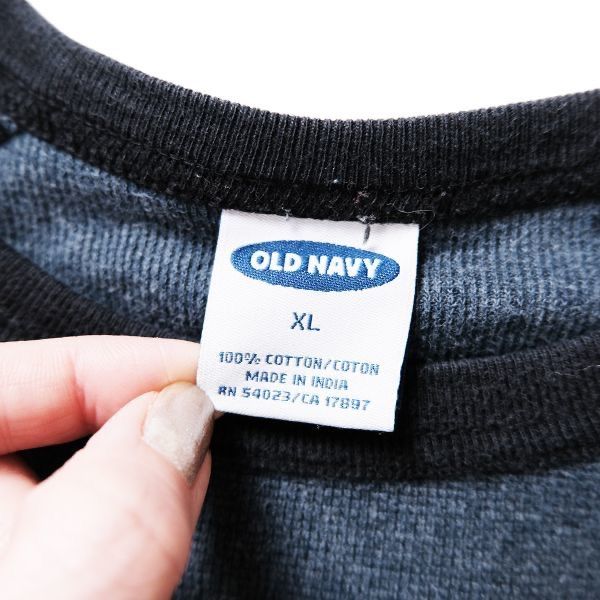 OLD NAVY
XL
100% COTTON/COTON
MADE IN INDIA
RN 54023/CA 17897